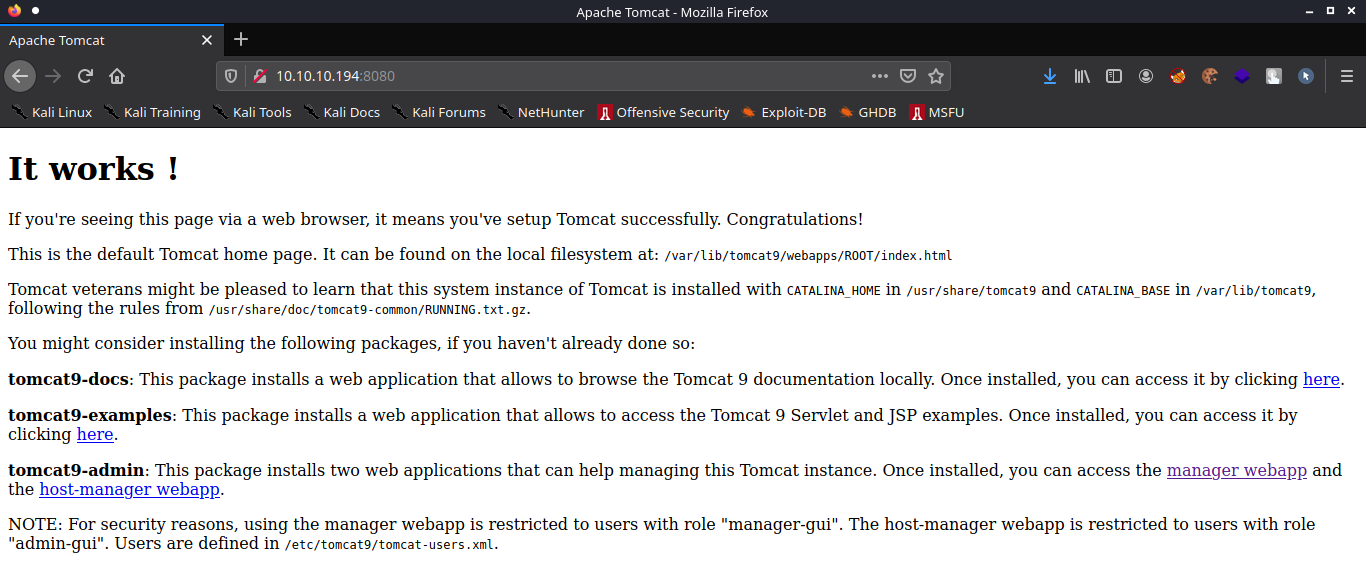 Apache Tomcat - Mozilla Firefox
Apache Tomcat
10.10.10.194:8080
Kali Linux Kali Training Kali Tools Kali Docs Kali Forums NetHunter Offensive Security Exploit-DB GHDB MSFU
It works !
If you're seeing this page via a web browser, it means you've setup Tomcat successfully. Congratulations!
This is the default Tomcat home page. It can be found on the local filesystem at: /var/lib/tomcat9/webapps/ROOT/index.html
Tomcat veterans might be pleased to learn that this system instance of Tomcat is installed with CATALINA_HOME in /usr/share/tomcat9 and CATALINA_BASE in /var/lib/tomcat9,
following the rules from /usr/share/doc/tomcat9-common/RUNNING.txt.gz.
You might consider installing the following packages, if you haven't already done so:
tomcat9-docs: This package installs a web application that allows to browse the Tomcat 9 documentation locally. Once installed, you can access it by clicking here.
tomcat9-examples: This package installs a web application that allows to access the Tomcat 9 Servlet and JSP examples. Once installed, you can access it by
clicking here.
tomcat9-admin: This package installs two web applications that can help managing this Tomcat instance. Once installed, you can access the manager webapp and
the host-manager webapp.
NOTE: For security reasons, using the manager webapp is restricted to users with role "manager-gui". The host-manager webapp is restricted to users with role
"admin-gui". Users are defined in /etc/tomcat9/tomcat-users.xml.